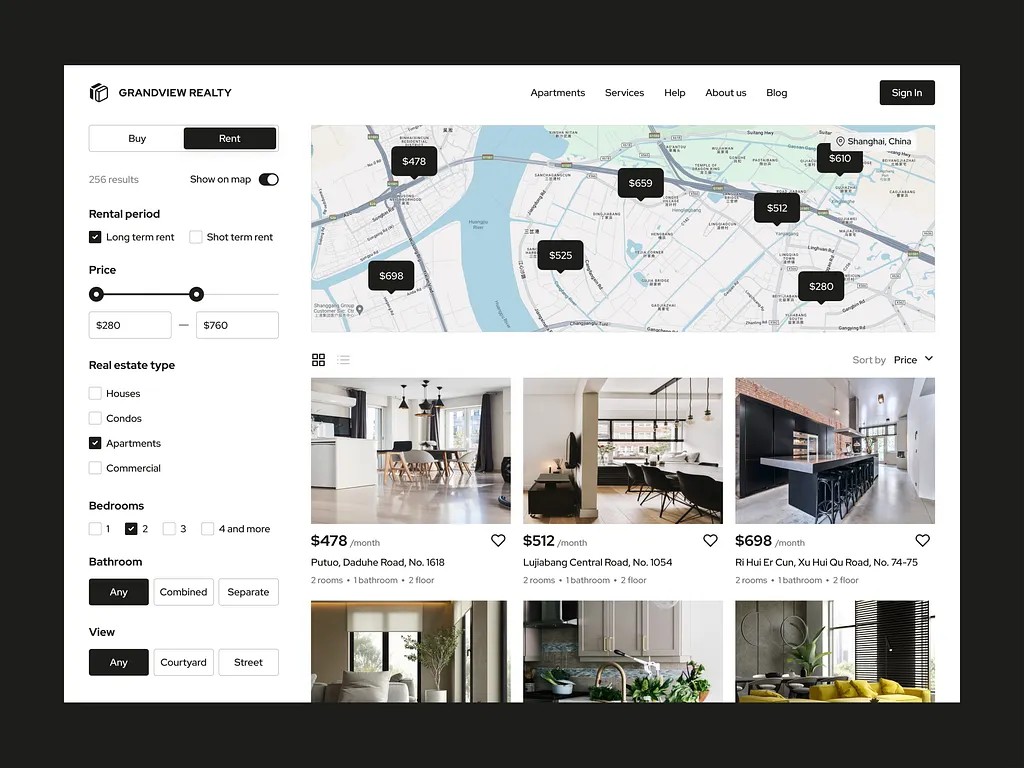 GRANDVIEW REALTY
Apartments
Services
Help
About us
Blog
Sign In
Buy
Rent
256 results
Show on map
Rental period
Long term rent
Shot term rent
Price
$280
$760
Real estate type
Houses
Condos
Apartments
Commercial
Bedrooms
1
2
3
4 and more
Bathroom
Any
Combined
Separate
View
Any
Courtyard
Street
Shanghai, China
$478
$610
$659
$512
$525
$698
$280
Suitang Hwy
Huangpu
River
Sort by Price
$478 /month
Putuo, Daduhe Road, No. 1618
2 rooms • 1 bathroom • 2 floor
$512 /month
Lujiabang Central Road, No. 1054
2 rooms • 1 bathroom • 2 floor
$698 /month
Ri Hui Er Cun, Xu Hui Qu Road, No. 74-75
2 rooms • 1 bathroom • 2 floor